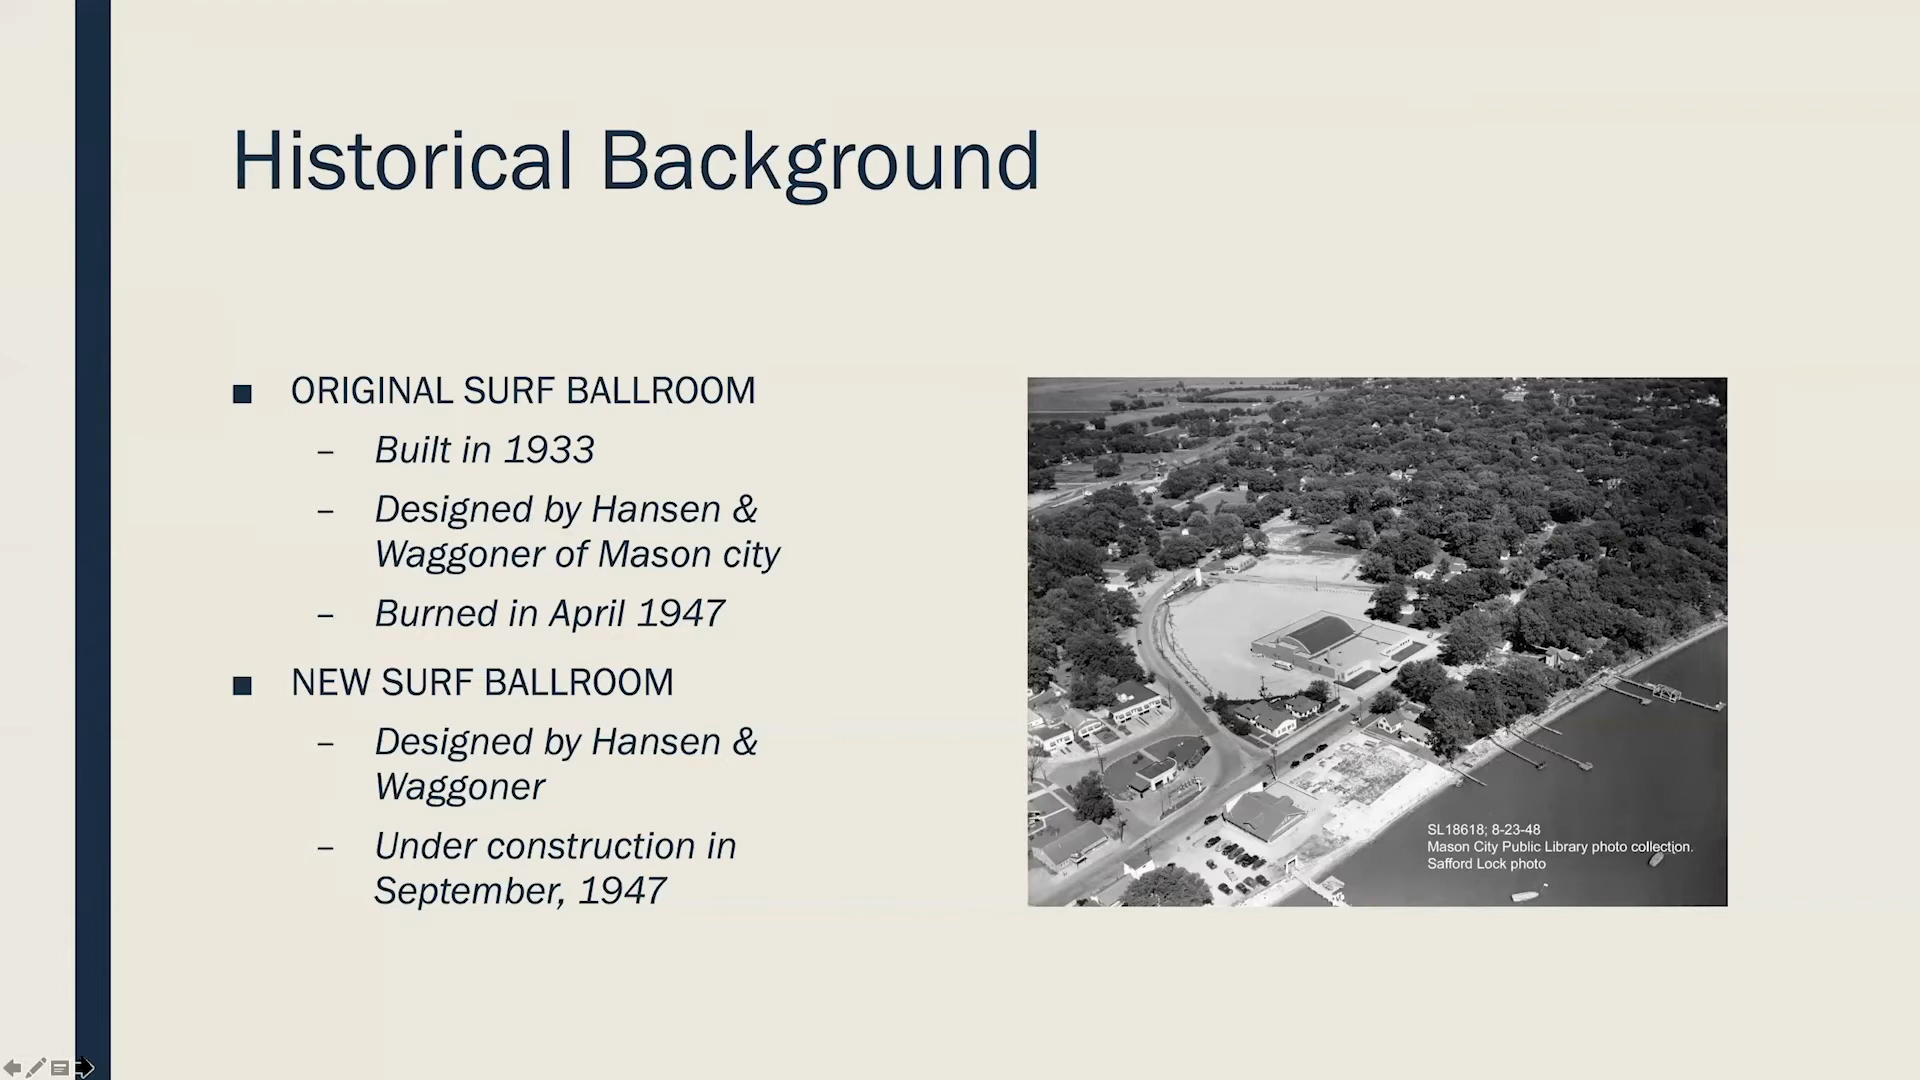 Historical Background
■ ORIGINAL SURF BALLROOM
– Built in 1933
– Designed by Hansen &
Waggoner of Mason city
– Burned in April 1947
■ NEW SURF BALLROOM
– Designed by Hansen &
Waggoner
– Under construction in
September, 1947
SL18618; 8-23-48
Mason City Public Library photo collection.
Safford Lock photo